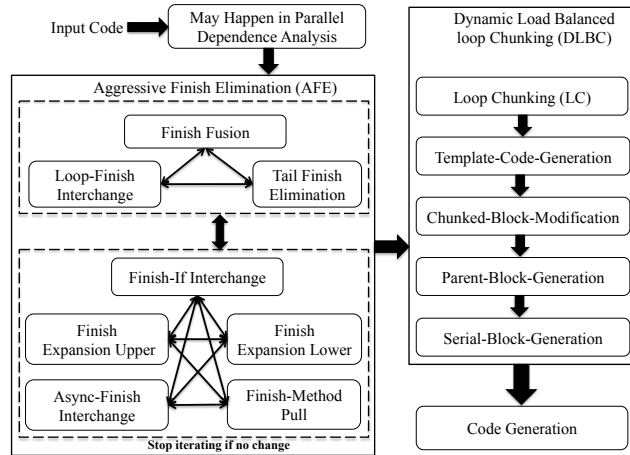 Input Code
May Happen in Parallel
Dependence Analysis
Aggressive Finish Elimination (AFE)
Finish Fusion
Loop-Finish
Interchange
Tail Finish
Elimination
Finish-If Interchange
Finish
Expansion Upper
Finish
Expansion Lower
Async-Finish
Interchange
Finish-Method
Pull
Stop iterating if no change
Dynamic Load Balanced
loop Chunking (DLBC)
Loop Chunking (LC)
Template-Code-Generation
Chunked-Block-Modification
Parent-Block-Generation
Serial-Block-Generation
Code Generation